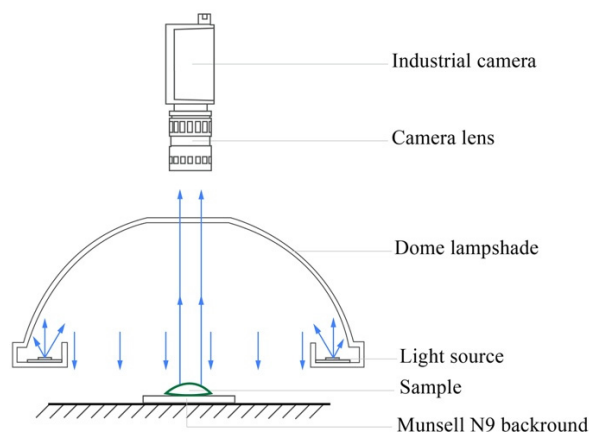 Industrial camera
Camera lens
Dome lampshade
Light source
Sample
Munsell N9 backround